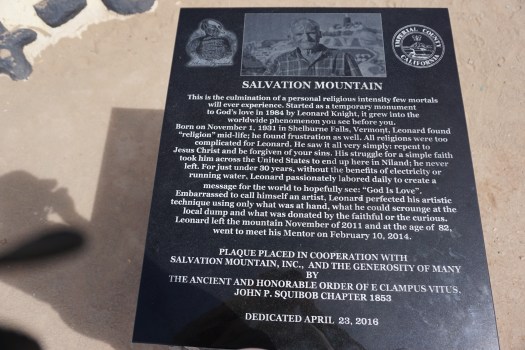 IMPERIAL COUNTY
CALIFORNIA
SALVATION MOUNTAIN
This is the culmination of a personal religious intensity few mortals
will ever experience. Started as a temporary monument
to God's love in 1984 by Leonard Knight, it grew into the
worldwide phenomenon you see before you.
Born on November 1, 1931 in Shelburne Falls, Vermont, Leonard found
"religion" mid-life; he found frustration as well. All religions were too
complicated for Leonard. He saw it all very simply: repent to
Jesus Christ and be forgiven of your sins. His struggle for a simple faith
took him across the United States to end up here in Niland; he never
left. For just under 30 years, without the benefits of electricity or
running water, Leonard passionately labored daily to create a
message for the world to hopefully see: "God Is Love".
Embarrassed to call himself an artist, Leonard perfected his artistic
technique using only what was at hand, what he could scrounge at the
local dump and what was donated by the faithful or the curious.
Leonard left the mountain November of 2011 and at the age of 82,
went to meet his Mentor on February 10, 2014.
PLAQUE PLACED IN COOPERATION WITH
SALVATION MOUNTAIN, INC., AND THE GENEROSITY OF MANY
BY
THE ANCIENT AND HONORABLE ORDER OF E CLAMPUS VITUS.
JOHN P. SQUIBOB CHAPTER 1853
DEDICATED APRIL 23, 2016